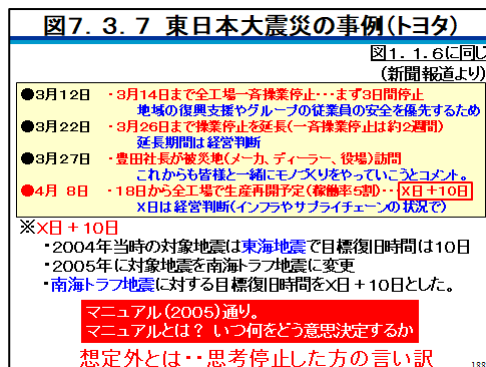 図7.3.7 東日本大震災の事例(トヨタ)
図1.1.6に同じ
(新聞報道より)
●3月12日 ・3月14日まで全工場一斉操業停止・・・まず3日間停止
地域の復興支援やグループの従業員の安全を優先するため
●3月22日 ・3月26日まで操業停止を延長(一斉操業停止は約2週間)
延長期間は経営判断
●3月27日 ・豊田社長が被災地(メーカ、ディーラー、役場)訪問
これからも皆様と一緒にモノづくりをやっていこうとコメント。
●4月 8日 ・18日から全工場で生産再開予定(稼働率5割)・・・X日+10日
X日は経営判断(インフラやサプライチェーンの状況で)
※X日+10日
・2004年当時の対象地震は東海地震で目標復旧時間は10日
・2005年に対象地震を南海トラフ地震に変更
・南海トラフ地震に対する目標復旧時間をX日+10日とした。
マニュアル(2005)通り。
マニュアルとは? いつ何をどう意思決定するか
想定外とは・・思考停止した方の言い訳
188